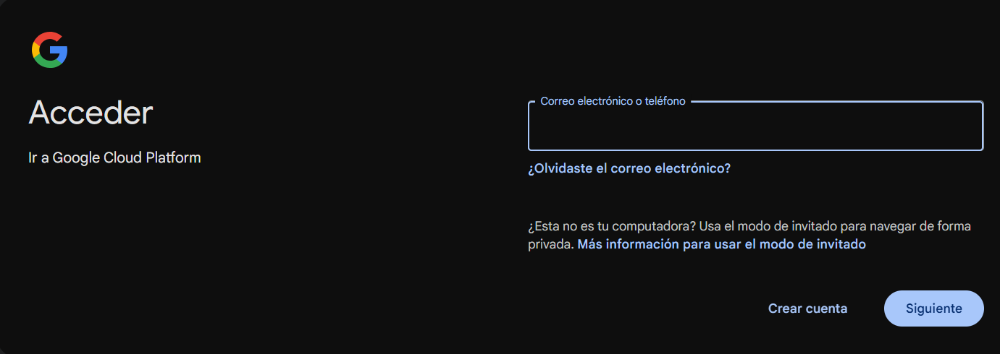 Acceder
Ir a Google Cloud Platform
Correo electrónico o teléfono
¿Olvidaste el correo electrónico?
¿Esta no es tu computadora? Usa el modo de invitado para navegar de forma
privada. Más información para usar el modo de invitado
Crear cuenta
Siguiente